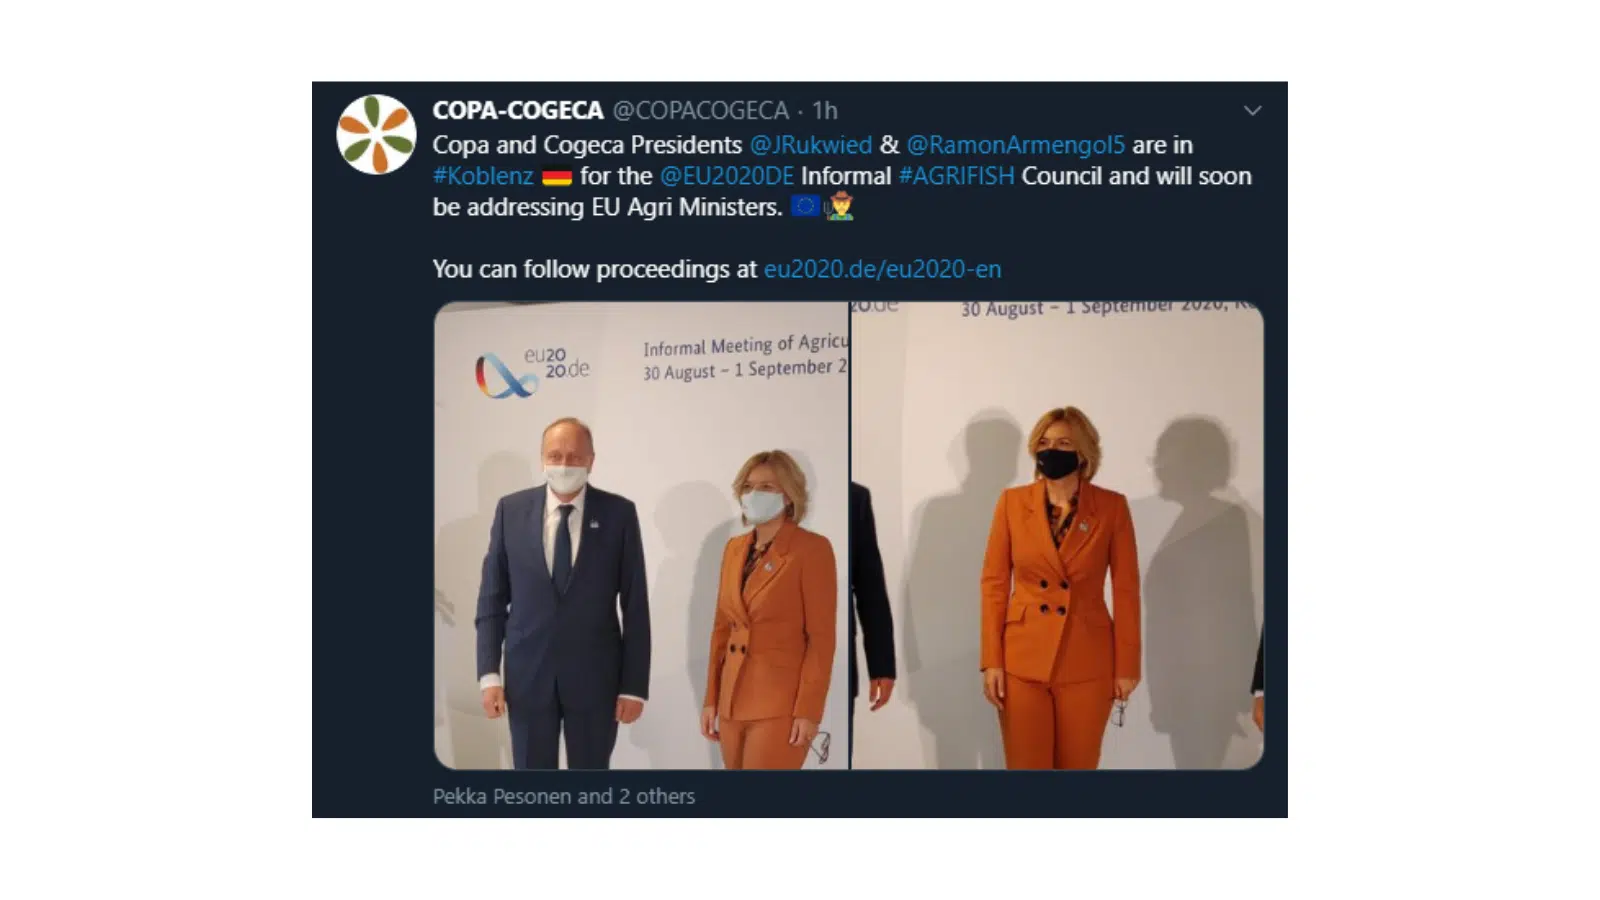 COPA-COGECA @COPACOGECA · 1h
Copa and Cogeca Presidents @JRukwied & @RamonArmengol5 are in
#Koblenz 🇩🇪 for the @EU2020DE Informal #AGRIFISH Council and will soon
be addressing EU Agri Ministers. 🇪🇺👨‍🌾
You can follow proceedings at eu2020.de/eu2020-en
eu20
20.de
Informal Meeting of Agricu
30 August – 1 September 2
20.de
30 August – 1 September 2020,
Pekka Pesonen and 2 others